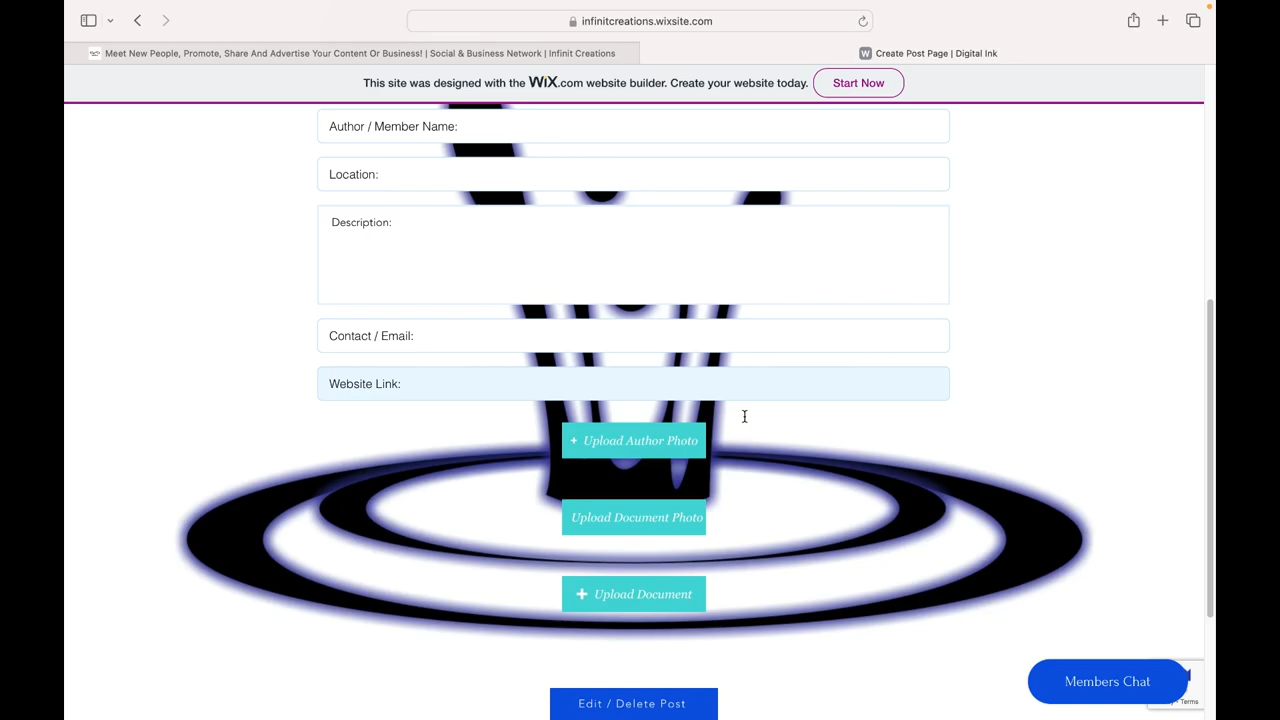 infinitcreations.wixsite.com
Meet New People, Promote, Share And Advertise Your Content Or Business! | Social & Business Network | Infinit Creations
W Create Post Page | Digital Ink
This site was designed with the WiX.com website builder. Create your website today.
Start Now
Author / Member Name:
Location:
Description:
Contact / Email:
Website Link:
+ Upload Author Photo
Upload Document Photo
+ Upload Document
Members Chat
Terms
Edit / Delete Post